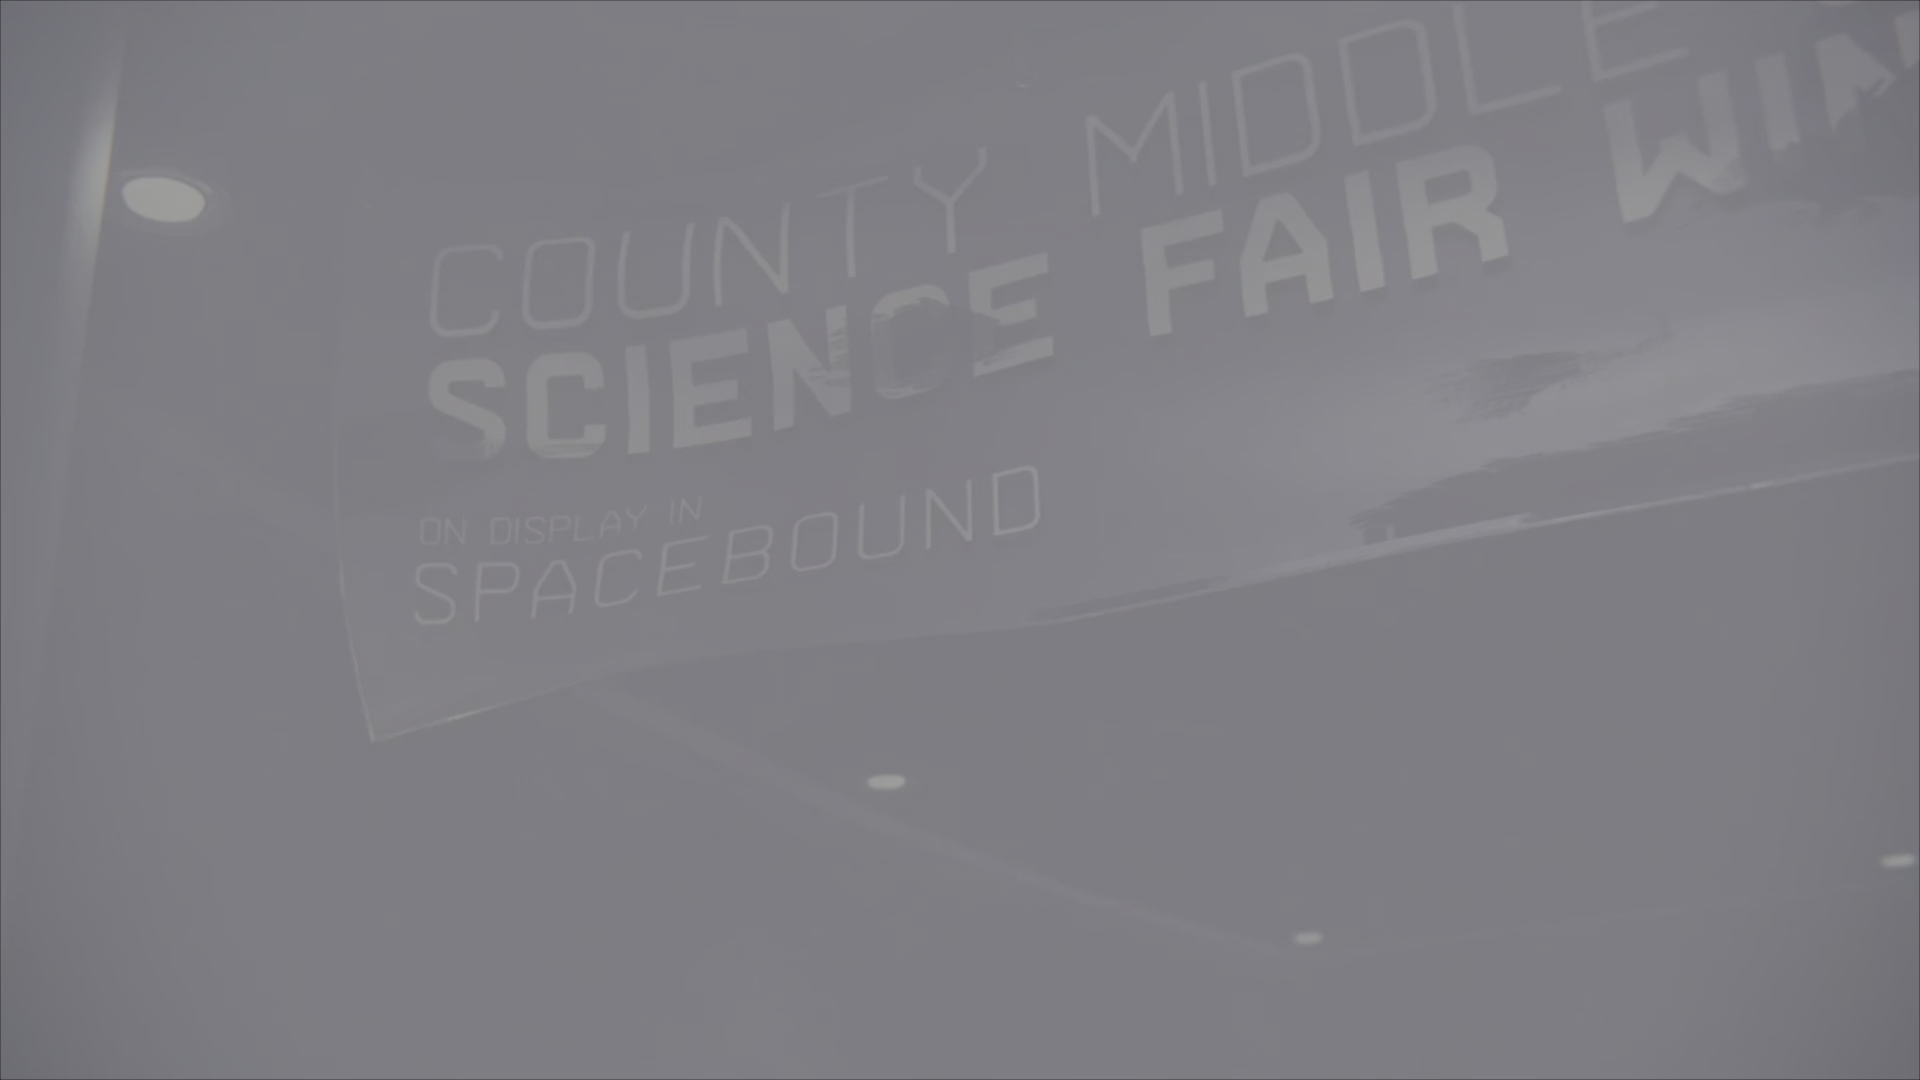 COUNTY MIDDLE
SCIENCE FAIR
ON DISPLAY IN
SPACEBOUND